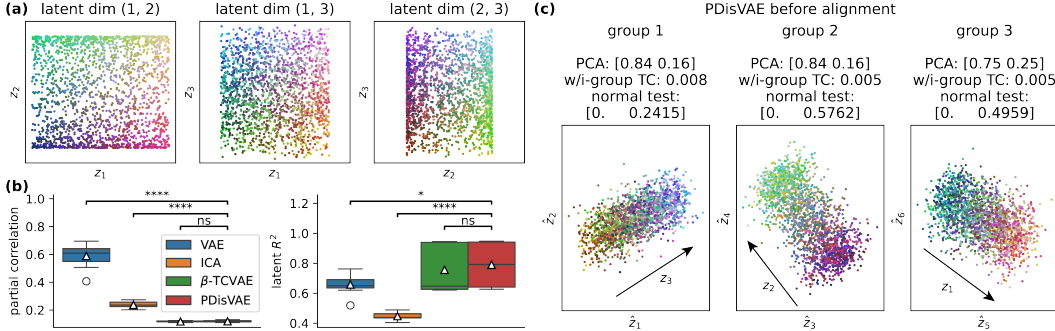 (a)
latent dim (1, 2)
latent dim (1, 3)
latent dim (2, 3)
z2
z1
z3
z1
z3
z2
(b)
partial correlation
1.0
0.8
0.6
0.4
0.2
****
****
ns
VAE
ICA
β-TCVAE
PDisVAE
latent R²
1.2
1.0
0.8
0.6
0.4
*
****
ns
(c)
PDisVAE before alignment
group 1
PCA: [0.84 0.16]
w/i-group TC: 0.008
normal test:
[0. 0.2415]
ẑ2
z3
ẑ1
group 2
PCA: [0.84 0.16]
w/i-group TC: 0.005
normal test:
[0. 0.5762]
ẑ4
z2
ẑ3
group 3
PCA: [0.75 0.25]
w/i-group TC: 0.005
normal test:
[0. 0.4959]
ẑ6
z1
ẑ5